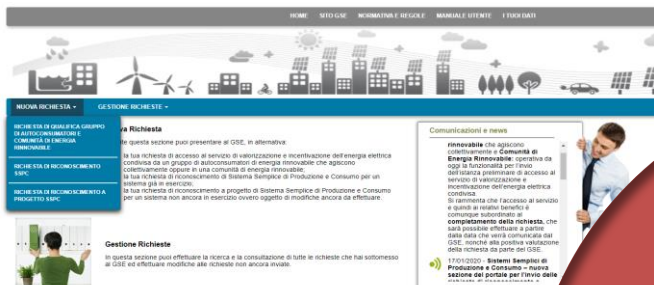 HOME SITO GSE NORMATIVA E REGOLE MANUALE UTENTE I TUOI DATI
NUOVA RICHIESTA GESTIONE RICHIESTE
RICHIESTA DI QUALIFICA GRUPPO
DI AUTOCONSUMATORI E
COMUNITÀ DI ENERGIA
RINNOVABILE
RICHIESTA DI RICONOSCIMENTO
SSPC
RICHIESTA DI RICONOSCIMENTO A
PROGETTO SSPC
va Richiesta
te questa sezione puoi presentare al GSE, in alternativa:
la tua richiesta di accesso al servizio di valorizzazione e incentivazione dell'energia elettrica
condivisa da un gruppo di autoconsumatori di energia rinnovabile che agiscono
collettivamente oppure in una comunità di energia rinnovabile;
la tua richiesta di riconoscimento di Sistema Semplice di Produzione e Consumo per un
sistema già in esercizio;
la tua richiesta di riconoscimento a progetto di Sistema Semplice di Produzione e Consumo
per un sistema non ancora in esercizio ovvero oggetto di modifiche ancora da effettuare.
Gestione Richieste
In questa sezione puoi effettuare la ricerca e la consultazione di tutte le richieste che hai sottomesso
al GSE ed effettuare modifiche alle richieste non ancora inviate.
Comunicazioni e news
rinnovabile che agiscono
collettivamente e Comunità di
Energia Rinnovabile: operativa da
oggi la funzionalità per l'invio
dell'istanza preliminare di accesso al
servizio di valorizzazione e
incentivazione dell'energia elettrica
condivisa.
Si rammenta che l'accesso al servizio
e quindi ai relativi benefici è
comunque subordinato al
completamento della richiesta, che
sarà possibile effettuare a partire
dalla data che verrà comunicata dal
GSE, nonché alla positiva valutazione
della richiesta da parte del GSE.
17/01/2020 - Sistemi Semplici di
Produzione e Consumo – nuova
sezione del portale per l'invio delle